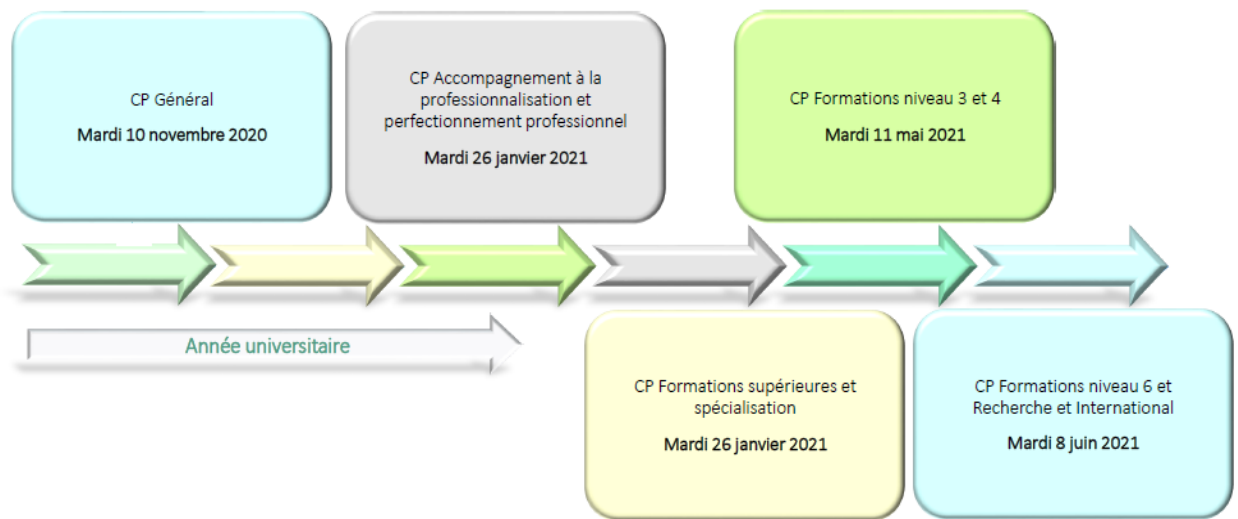 CP Général
Mardi 10 novembre 2020
CP Accompagnement à la
professionnalisation et
perfectionnement professionnel
Mardi 26 janvier 2021
CP Formations niveau 3 et 4
Mardi 11 mai 2021
Année universitaire
CP Formations supérieures et
spécialisation
Mardi 26 janvier 2021
CP Formations niveau 6 et
Recherche et International
Mardi 8 juin 2021